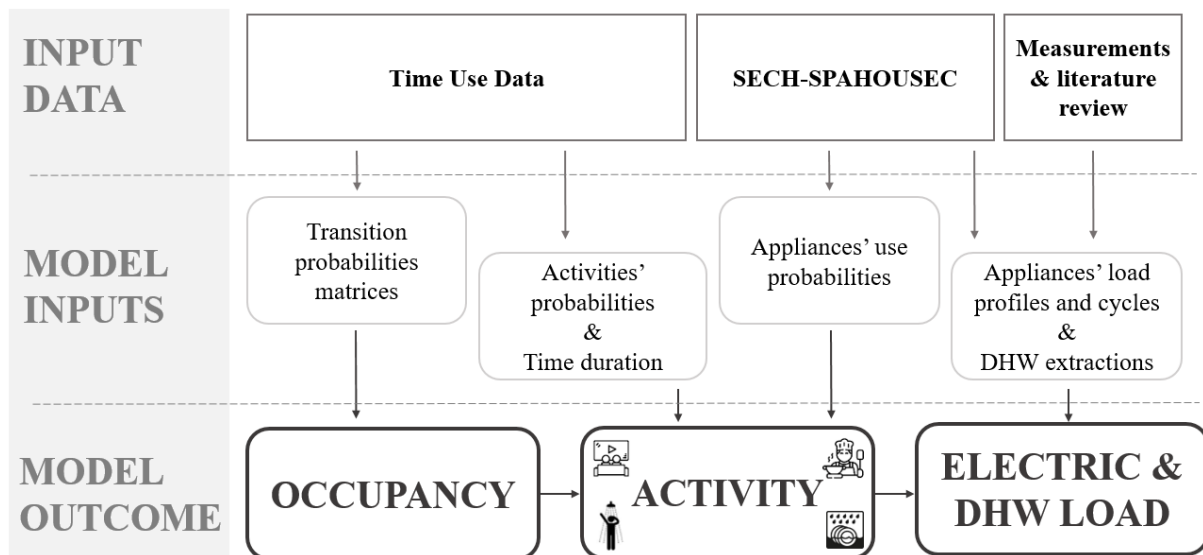 INPUT
DATA
Time Use Data
SECH-SPAHOUSEC
Measurements
& literature
review
MODEL
INPUTS
Transition
probabilities
matrices
Activities’
probabilities
&
Time duration
Appliances’ use
probabilities
Appliances’ load
profiles and cycles
&
DHW extractions
MODEL
OUTCOME
OCCUPANCY
ACTIVITY
ELECTRIC &
DHW LOAD